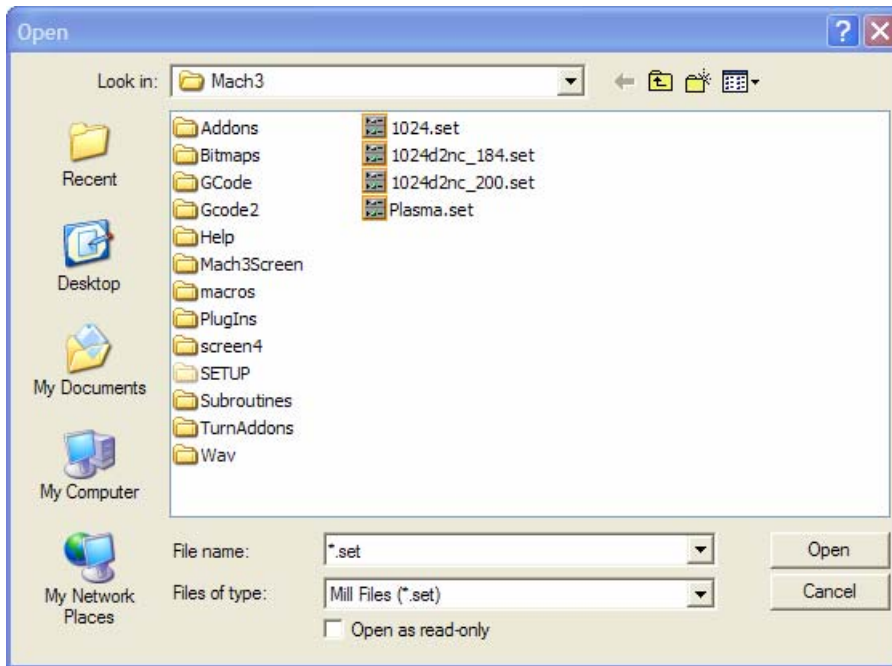 Open
Look in: Mach3
Recent
Desktop
My Documents
My Computer
My Network
Places
Addons
Bitmaps
GCode
Gcode2
Help
Mach3Screen
macros
PlugIns
screen4
SETUP
Subroutines
TurnAddons
Wav
1024.set
1024d2nc_184.set
1024d2nc_200.set
Plasma.set
File name: *.set
Open
Files of type: Mill Files (*.set)
Cancel
Open as read-only